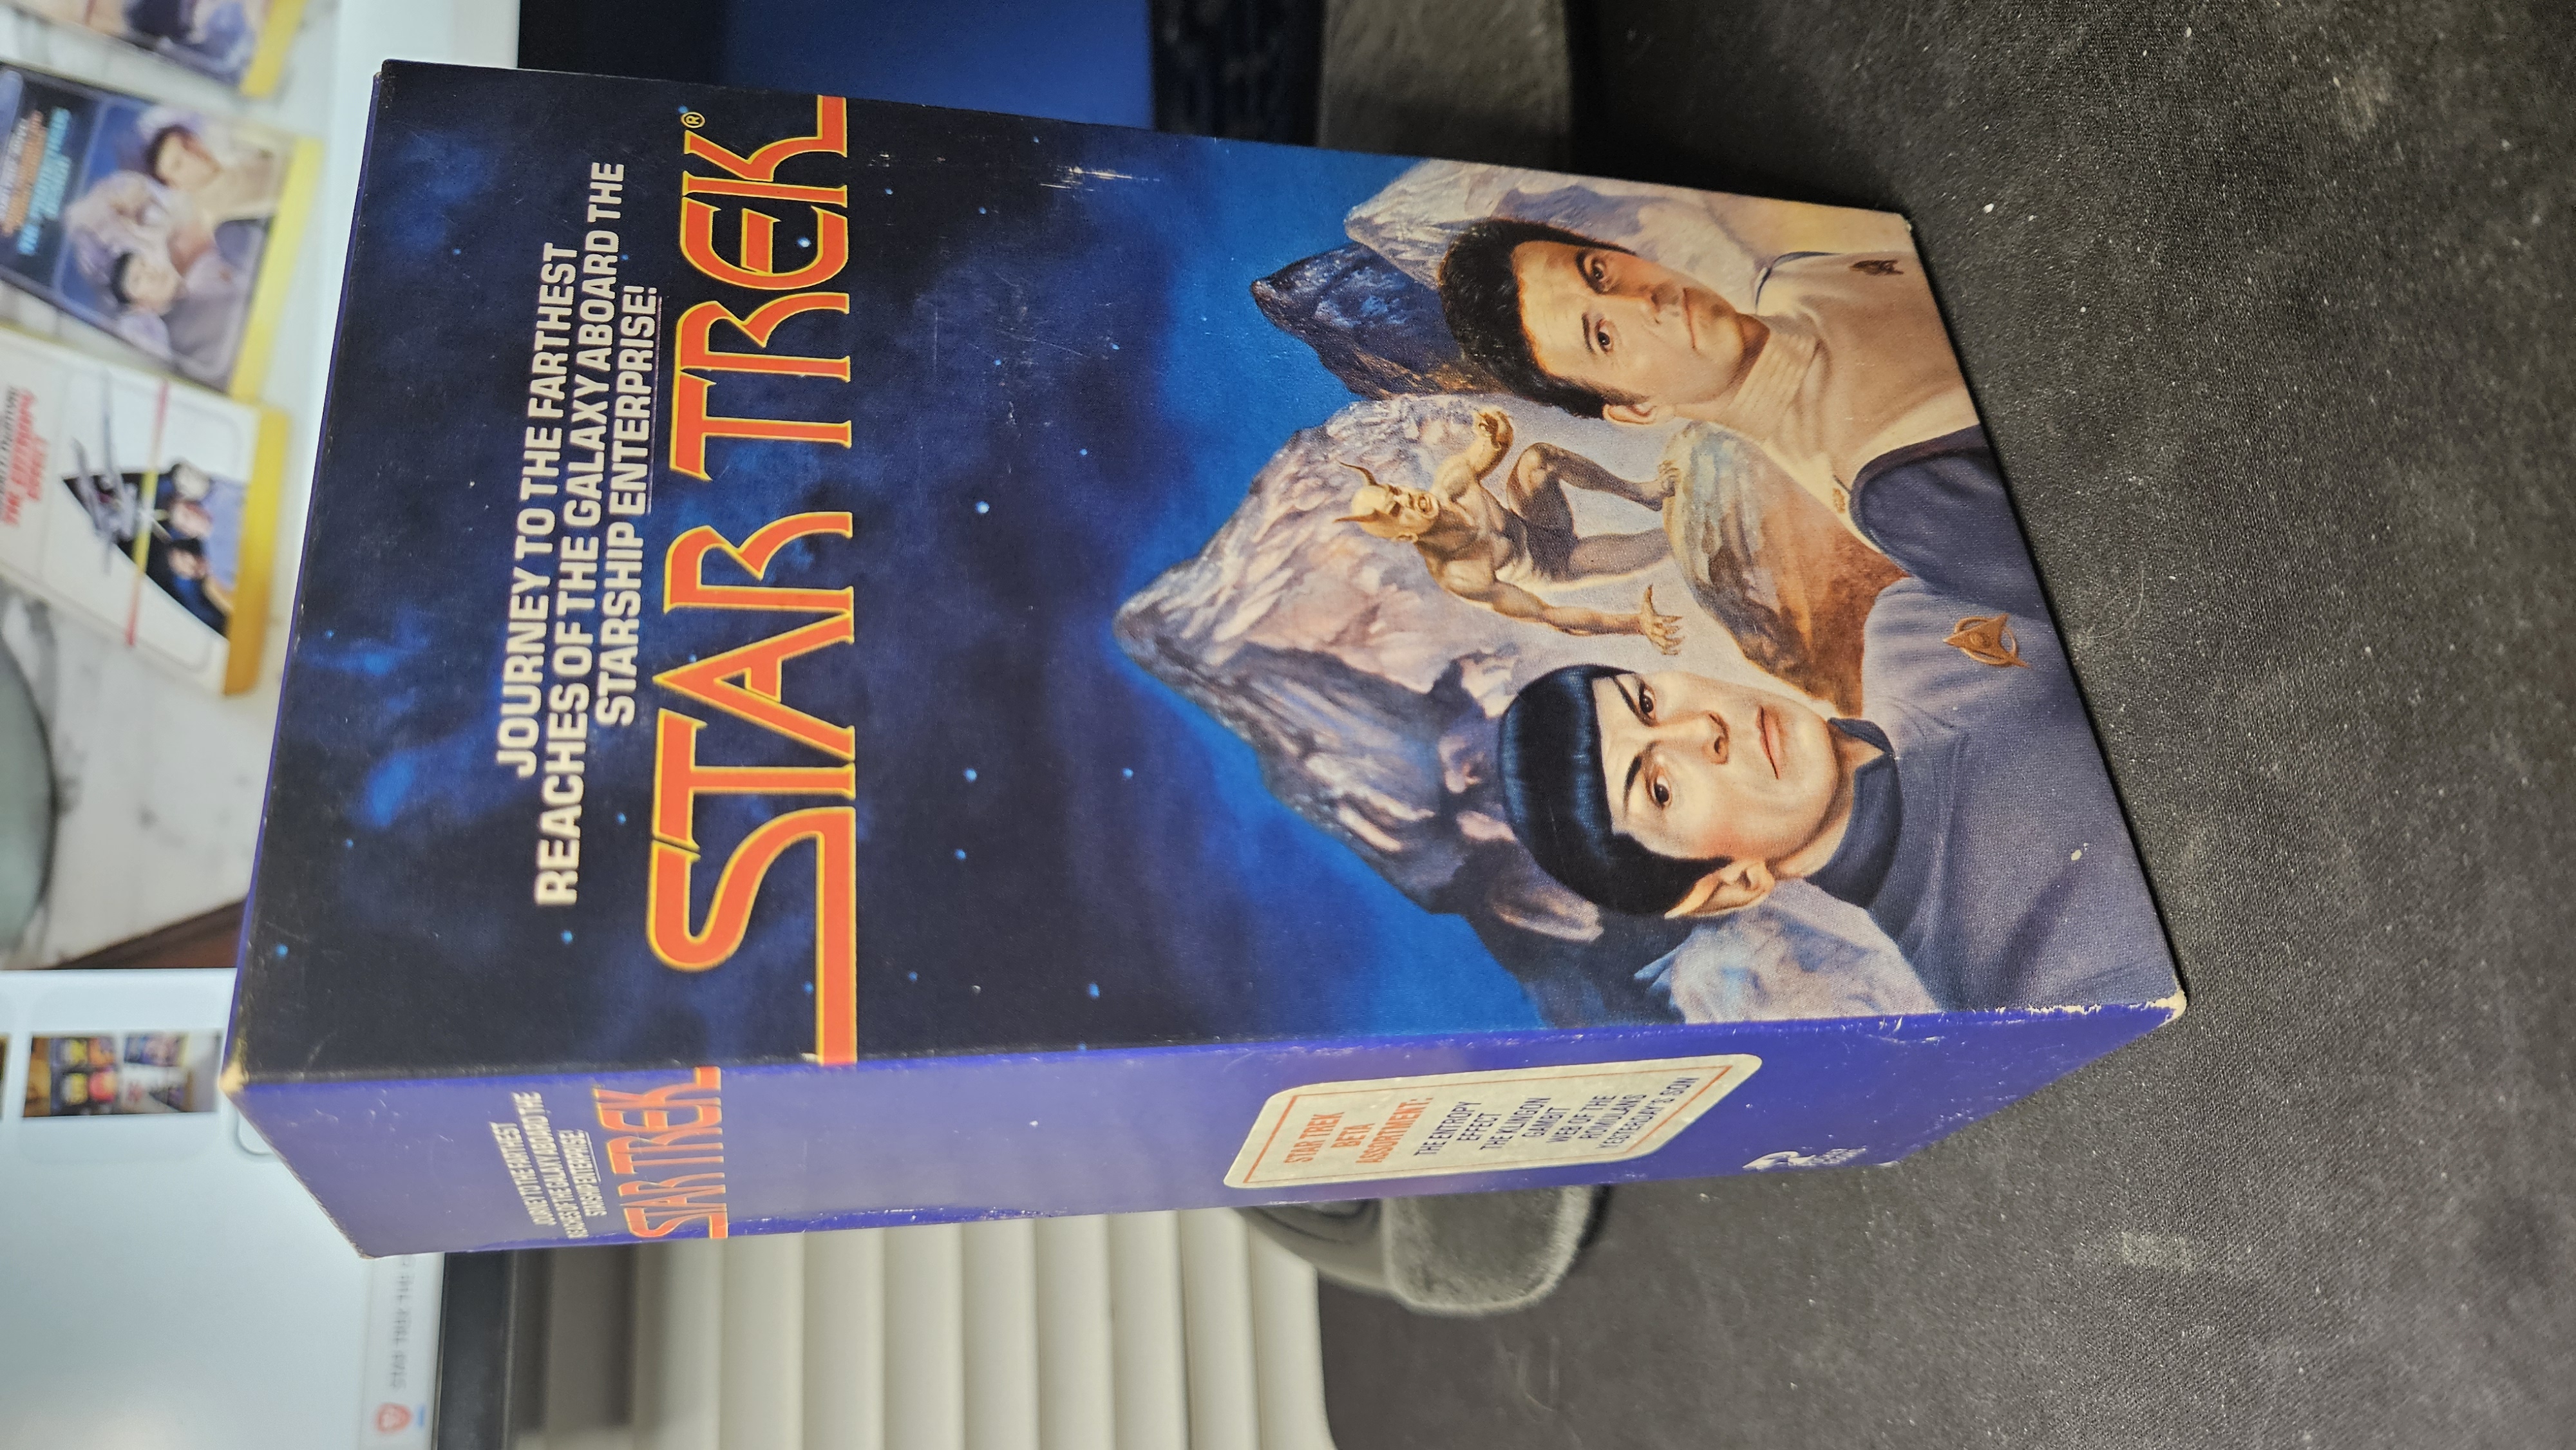 JOURNEY TO THE FARTHEST
REACHES OF THE GALAXY ABOARD THE
STARSHIP ENTERPRISE!
STAR TREK®
JOURNEY TO THE FARTHEST
REACHES OF THE GALAXY ABOARD THE
STARSHIP ENTERPRISE!
STAR TREK
STAR TREK
BETA
ASSORTMENT:
THE ENTROPY
EFFECT
THE KLINGON
GAMBIT
WEB OF THE
ROMULANS
YESTERDAY'S SON